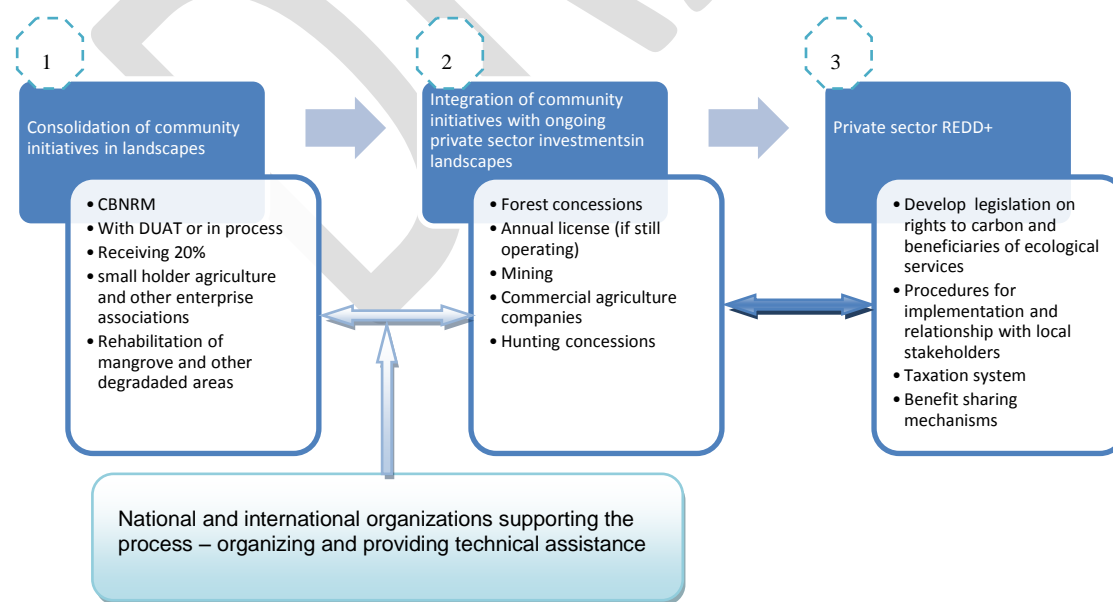 1
Consolidation of community
initiatives in landscapes
• CBNRM
• With DUAT or in process
• Receiving 20%
• small holder agriculture
and other enterprise
associations
• Rehabilitation of
mangrove and other
degradaded areas
2
Integration of community
initiatives with ongoing
private sector investmentsin
landscapes
• Forest concessions
• Annual license (if still
operating)
• Mining
• Commercial agriculture
companies
• Hunting concessions
3
Private sector REDD+
• Develop legislation on
rights to carbon and
beneficiaries of ecological
services
• Procedures for
implementation and
relationship with local
stakeholders
• Taxation system
• Benefit sharing
mechanisms
National and international organizations supporting the
process – organizing and providing technical assistance